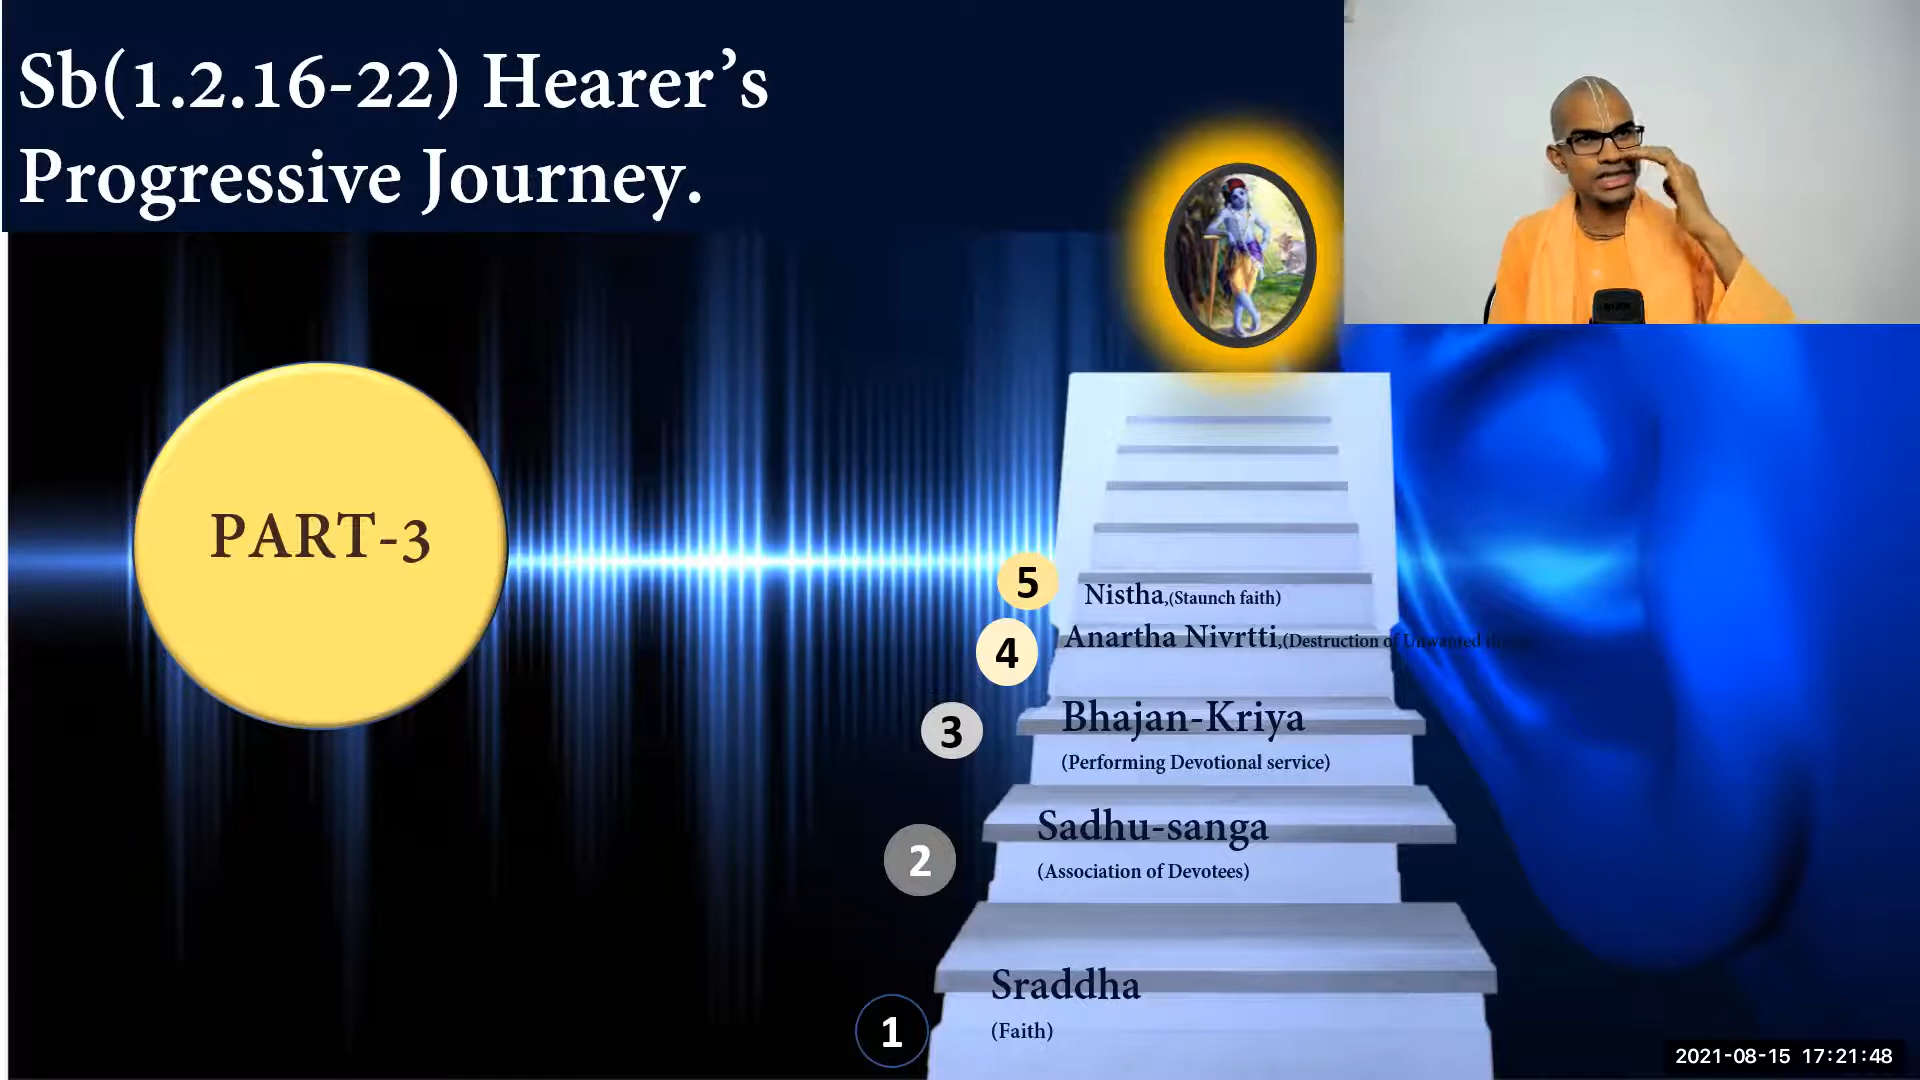 Sb(1.2.16-22) Hearer’s
Progressive Journey.
PART-3
5
Nistha,(Staunch faith)
4
Anartha Nivrtti,(Destruction of Unwanted
3
Bhajan-Kriya
(Performing Devotional service)
2
Sadhu-sanga
(Association of Devotees)
Sraddha
1
(Faith)
2021-08-15 17:21:48